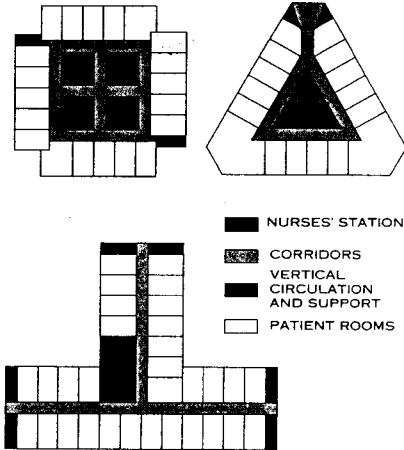 NURSES' STATION
CORRIDORS
VERTICAL
CIRCULATION
AND SUPPORT
PATIENT ROOMS